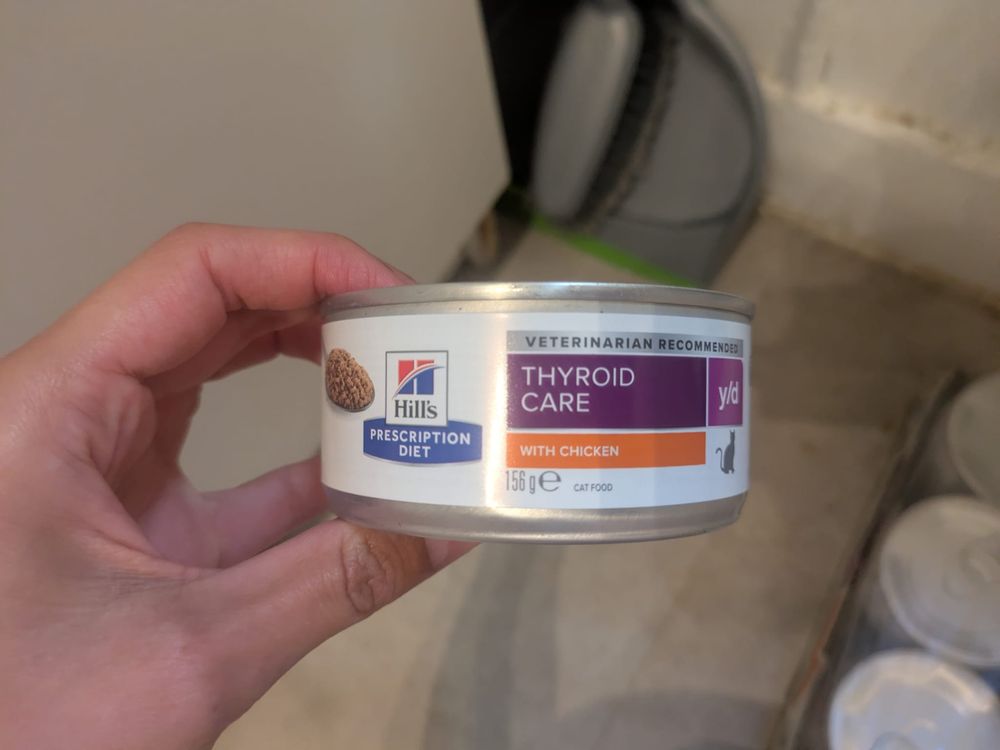 Hill's
PRESCRIPTION
DIET
VETERINARIAN RECOMMENDED
THYROID
CARE
y/d
WITH CHICKEN
156 g ℮
CAT FOOD